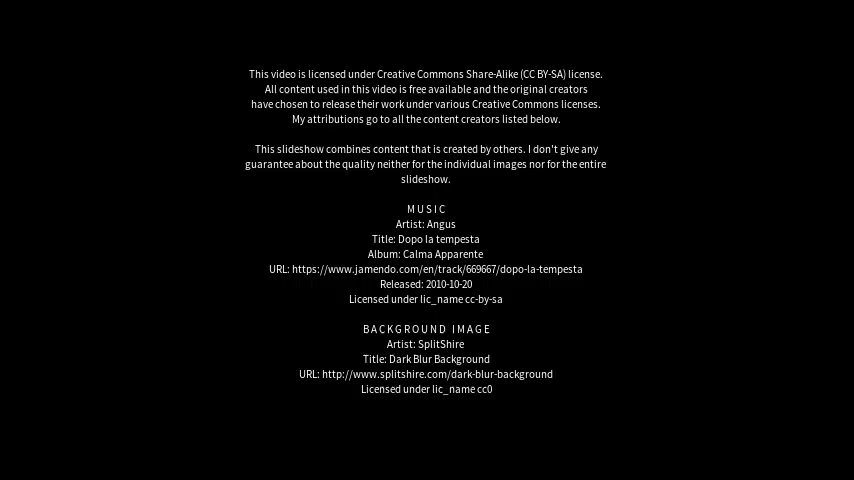 This video is licensed under Creative Commons Share-Alike (CC BY-SA) license.
All content used in this video is free available and the original creators
have chosen to release their work under various Creative Commons licenses.
My attributions go to all the content creators listed below.
This slideshow combines content that is created by others. I don't give any
guarantee about the quality neither for the individual images nor for the entire
slideshow.
MUSIC
Artist: Angus
Title: Dopo la tempesta
Album: Calma Apparente
URL: https://www.jamendo.com/en/track/669667/dopo-la-tempesta
Released: 2010-10-20
Licensed under lic_name cc-by-sa
BACKGROUND IMAGE
Artist: SplitShire
Title: Dark Blur Background
URL: http://www.splitshire.com/dark-blur-background
Licensed under lic_name cc0